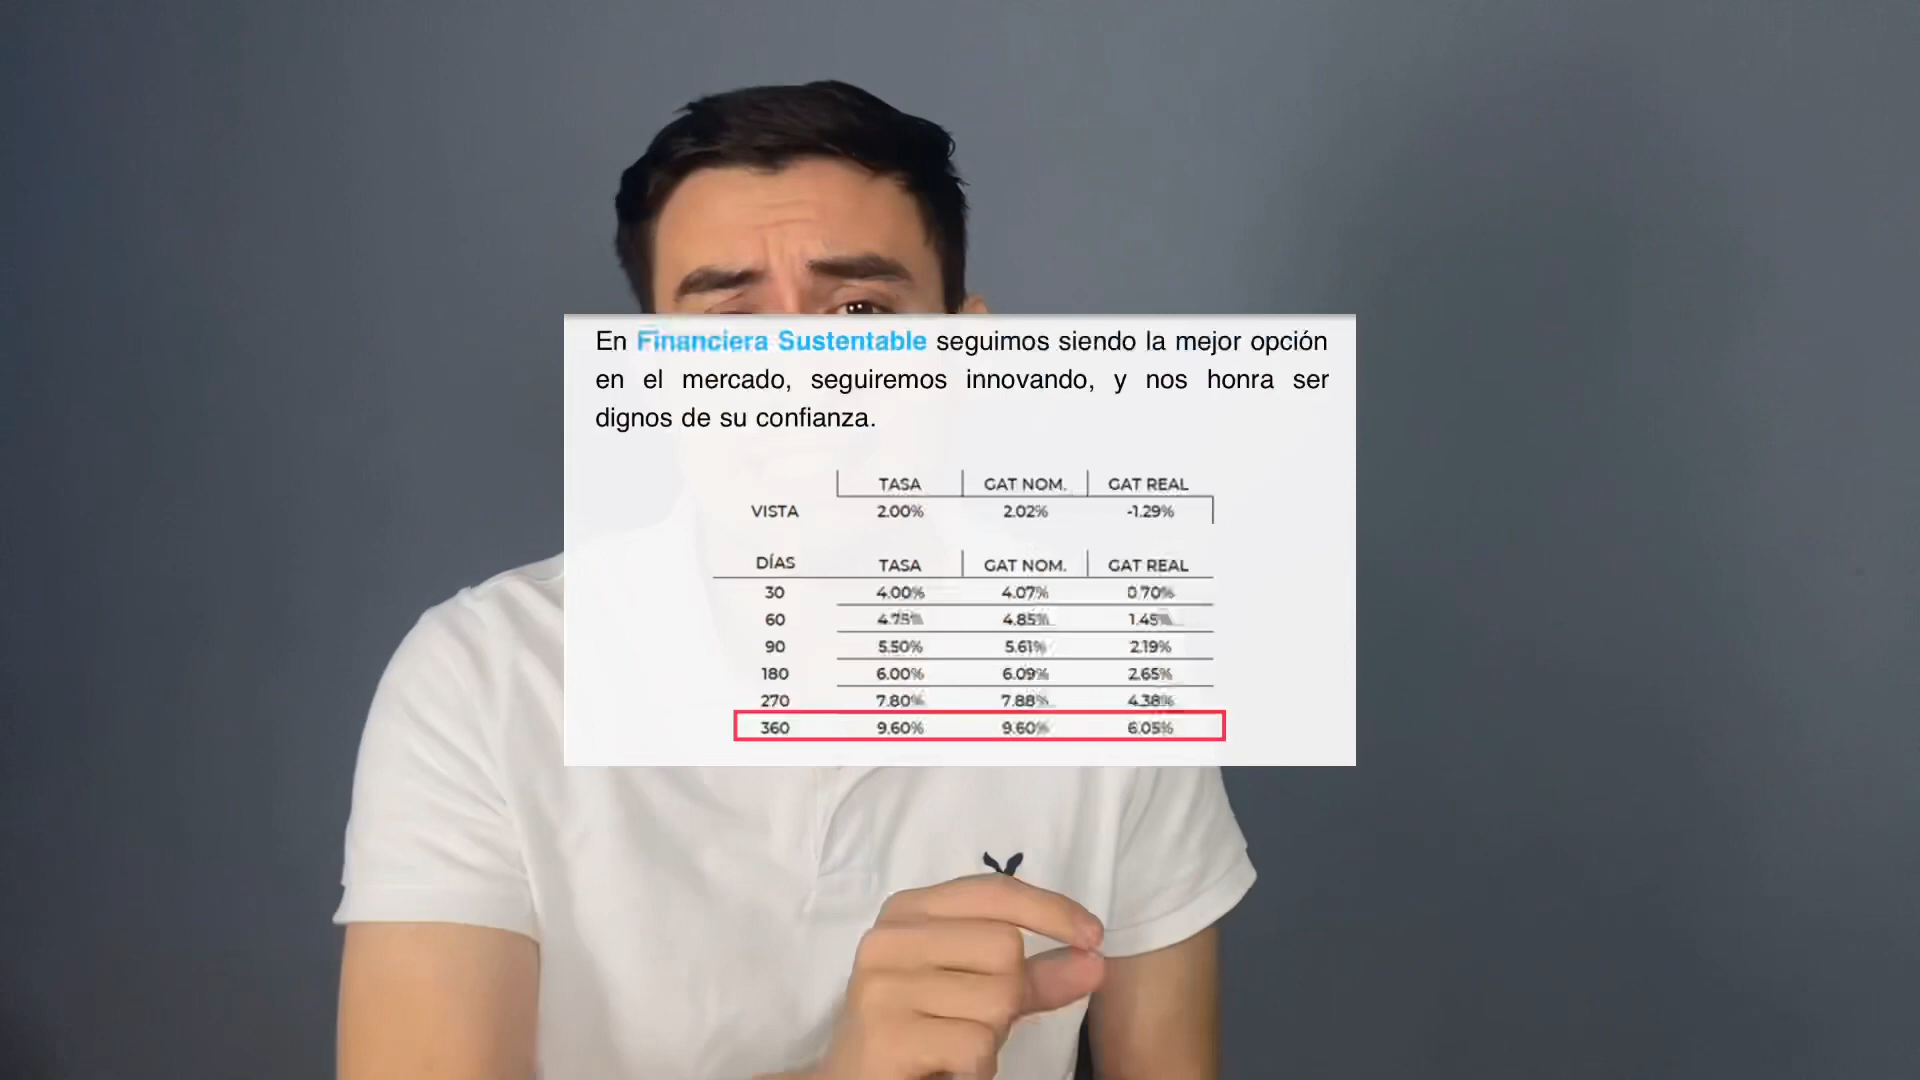 En Financiera Sustentable seguimos siendo la mejor opción
en el mercado, seguiremos innovando, y nos honra ser
dignos de su confianza.
TASA GAT NOM. GAT REAL
VISTA 2.00% 2.02% -1.29%
DÍAS TASA GAT NOM. GAT REAL
30 4.00% 4.07% 0.70%
60 4.75% 4.85% 1.45%
90 5.50% 5.61% 2.19%
180 6.00% 6.09% 2.65%
270 7.80% 7.88% 4.38%
360 9.60% 9.60% 6.05%